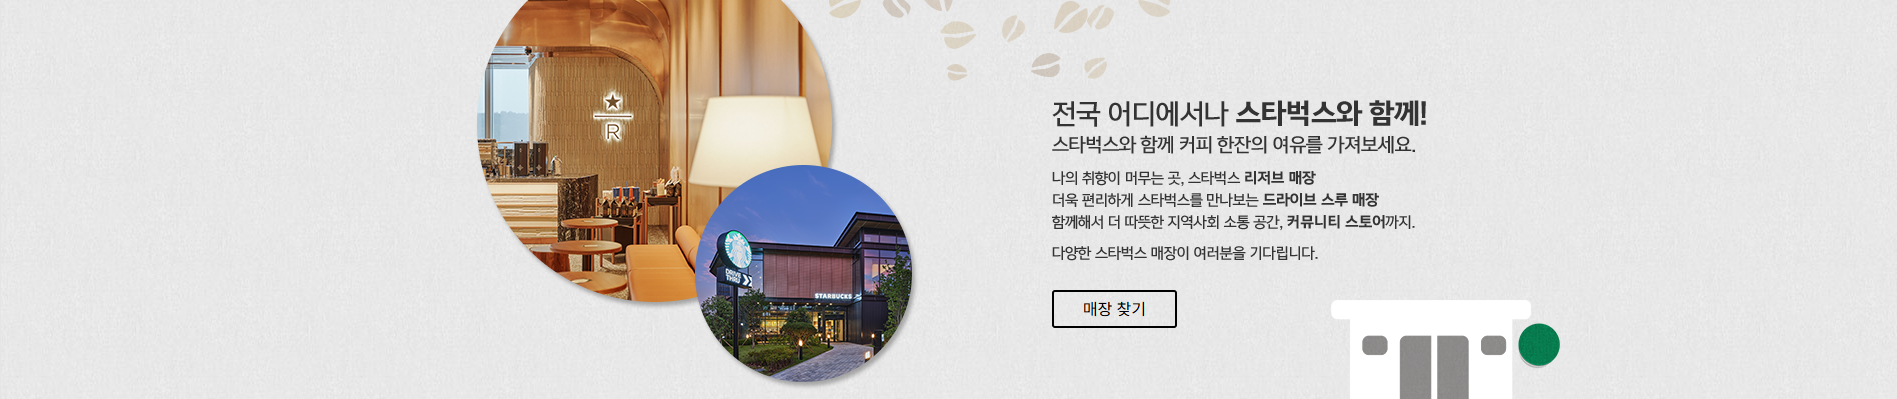 전국 어디에서나 스타벅스와 함께!
스타벅스와 함께 커피 한잔의 여유를 가져보세요.
나의 취향이 머무는 곳, 스타벅스 리저브 매장
더욱 편리하게 스타벅스를 만나보는 드라이브 스루 매장
함께해서 더 따뜻한 지역사회 소통 공간, 커뮤니티 스토어까지.
다양한 스타벅스 매장이 여러분을 기다립니다.
매장 찾기
R
DRIVE
THRU
STARBUCKS